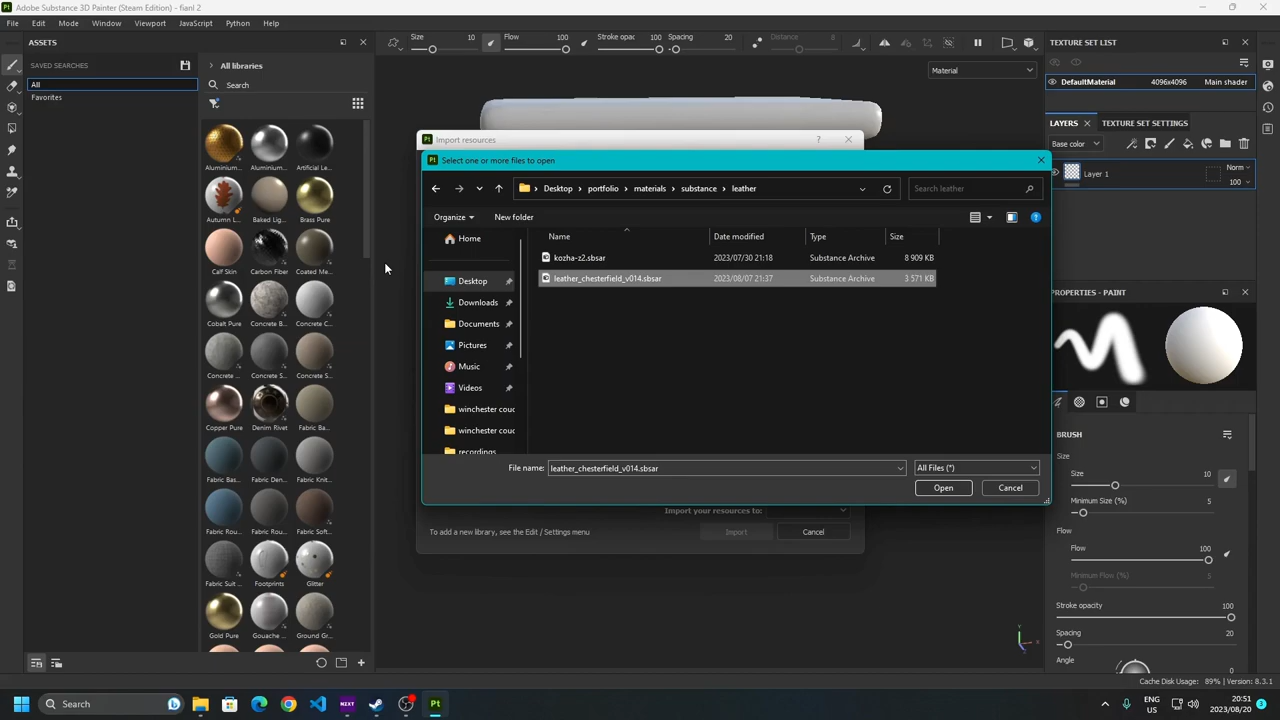 Adobe Substance 3D Painter (Steam Edition) - fianl 2
File Edit Mode Window Viewport JavaScript Python Help
ASSETS
Size 10 Flow 100 Stroke opac... 100 Spacing 20 Distance 8
TEXTURE SET LIST
SAVED SEARCHES
All libraries
Material
All
Search
DefaultMaterial 4096x4096 Main shader
Favorites
LAYERS TEXTURE SET SETTINGS
Base color
Import resources ?
Select one or more files to open
Layer 1 Norm
100
Desktop portfolio materials substance leather
Search leather
Organize New folder
Name Date modified Type Size
Home
kozha-z2.sbsar 2023/07/30 21:18 Substance Archive 8 909 KB
leather_chesterfield_v014.sbsar 2023/08/07 21:37 Substance Archive 3 571 KB
Desktop
Downloads
Documents
Pictures
Music
Videos
winchester couc
winchester couc
recordings
File name: leather_chesterfield_v014.sbsar All Files (*)
Open Cancel
Import your resources to:
To add a new library, see the Edit / Settings menu Import Cancel
Aluminium... Aluminium... Artificial Le...
Autumn L... Baked Lig... Brass Pure
Calf Skin Carbon Fiber Coated Me...
Cobalt Pure Concrete B... Concrete C...
Concrete ... Concrete S... Concrete S...
Copper Pure Denim Rivet Fabric Ba...
Fabric Bas... Fabric Den... Fabric Knit...
Fabric Rou... Fabric Rou... Fabric Soft...
Fabric Suit ... Footprints Glitter
Gold Pure Gouache ... Ground Gr...
PROPERTIES - PAINT
BRUSH
Size
Size 10
Minimum Size (%) 5
Flow
Flow 100
Minimum Flow (%) 5
Stroke opacity 100
Spacing 20
Angle 0
Cache Disk Usage: 89% | Version: 8.3.1
Search
NZXT
Pt
ENG
US
20:51
2023/08/20
3